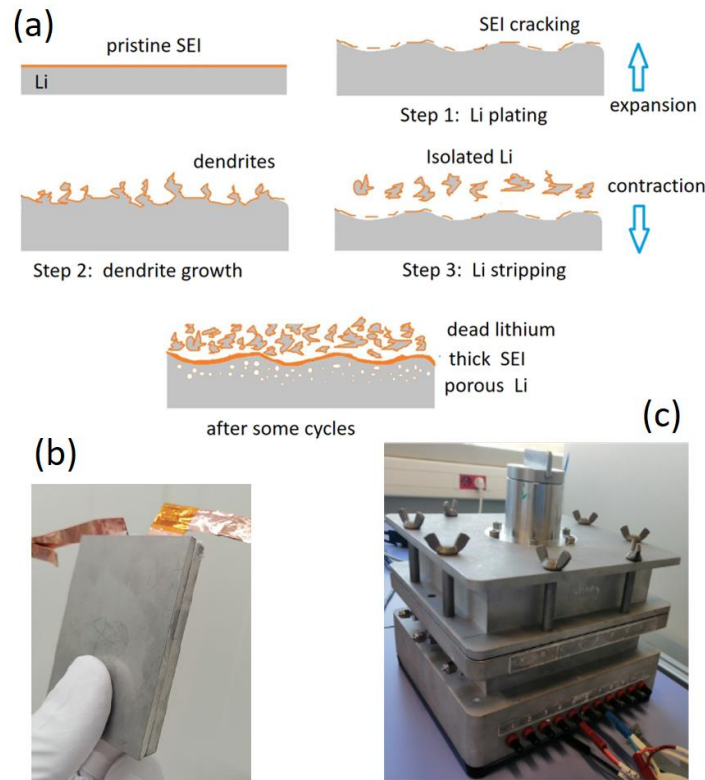 (a)
pristine SEI
Li
SEI cracking
expansion
Step 1: Li plating
dendrites
Step 2: dendrite growth
Isolated Li
contraction
Step 3: Li stripping
dead lithium
thick SEI
porous Li
after some cycles
(b)
(c)